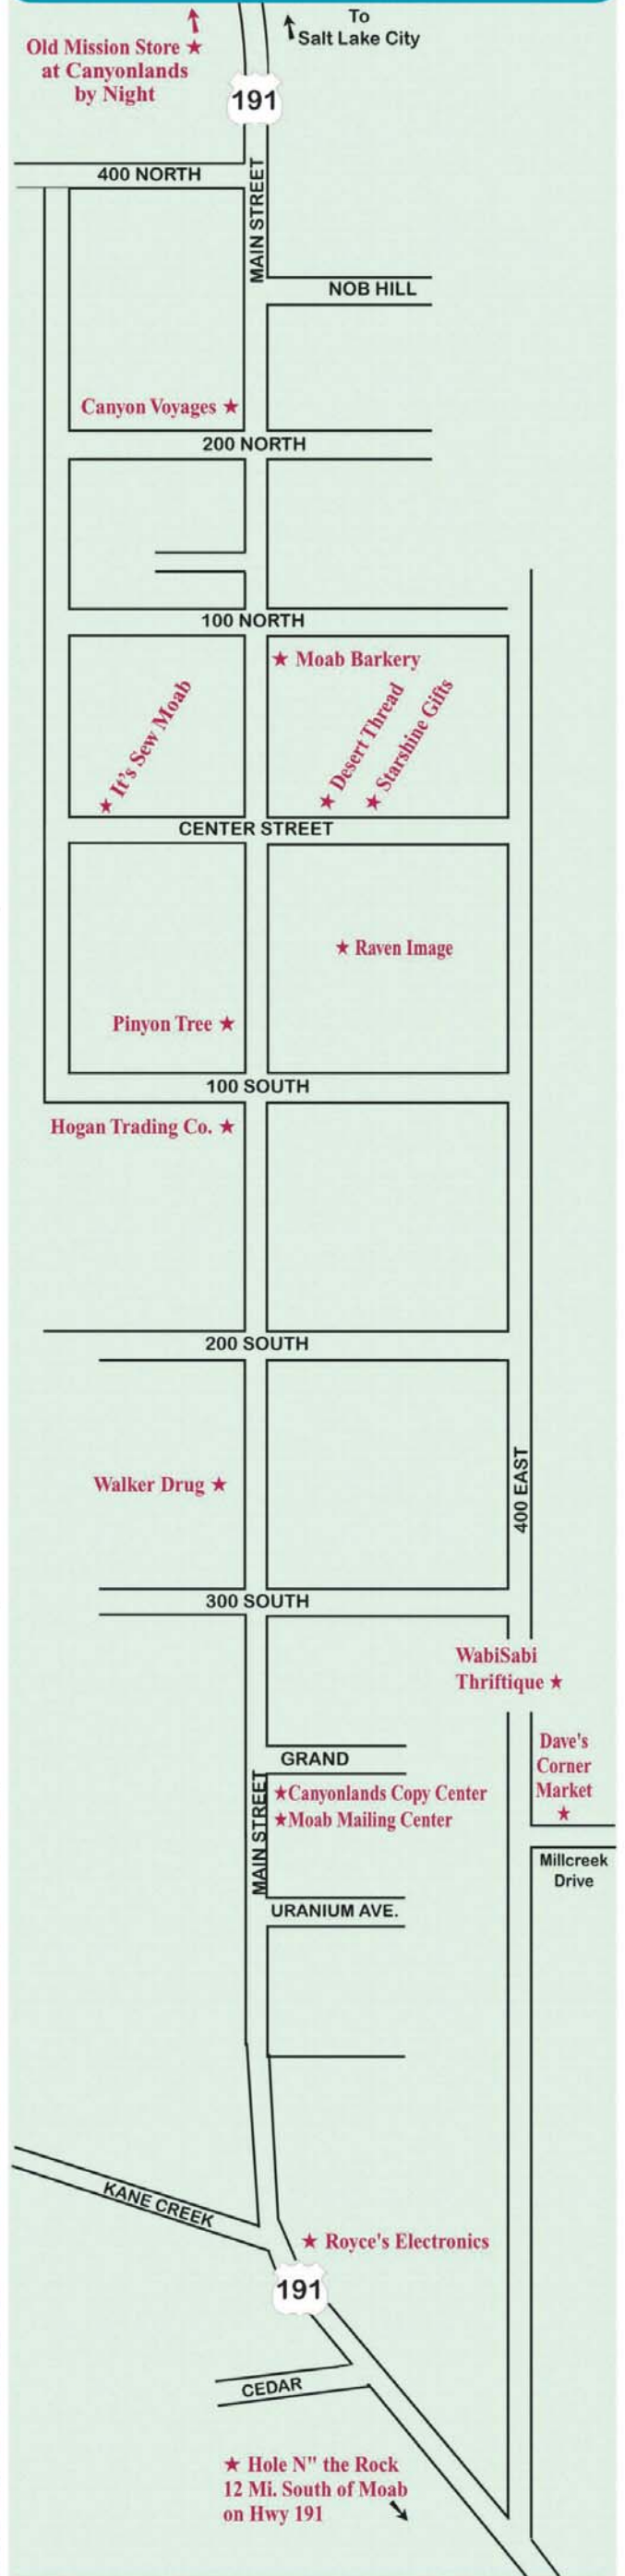 To
Salt Lake City
Old Mission Store
at Canyonlands
by Night
191
400 NORTH
MAIN STREET
NOB HILL
Canyon Voyages
200 NORTH
100 NORTH
Moab Barkery
It's Sew Moab
Desert Thread
Starshine Gifts
CENTER STREET
Raven Image
Pinyon Tree
100 SOUTH
Hogan Trading Co.
200 SOUTH
Walker Drug
400 EAST
300 SOUTH
WabiSabi
Thriftique
Dave's
Corner
Market
GRAND
MAIN STREET
Canyonlands Copy Center
Moab Mailing Center
Millcreek
Drive
URANIUM AVE.
KANE CREEK
Royce's Electronics
191
CEDAR
Hole N" the Rock
12 Mi. South of Moab
on Hwy 191